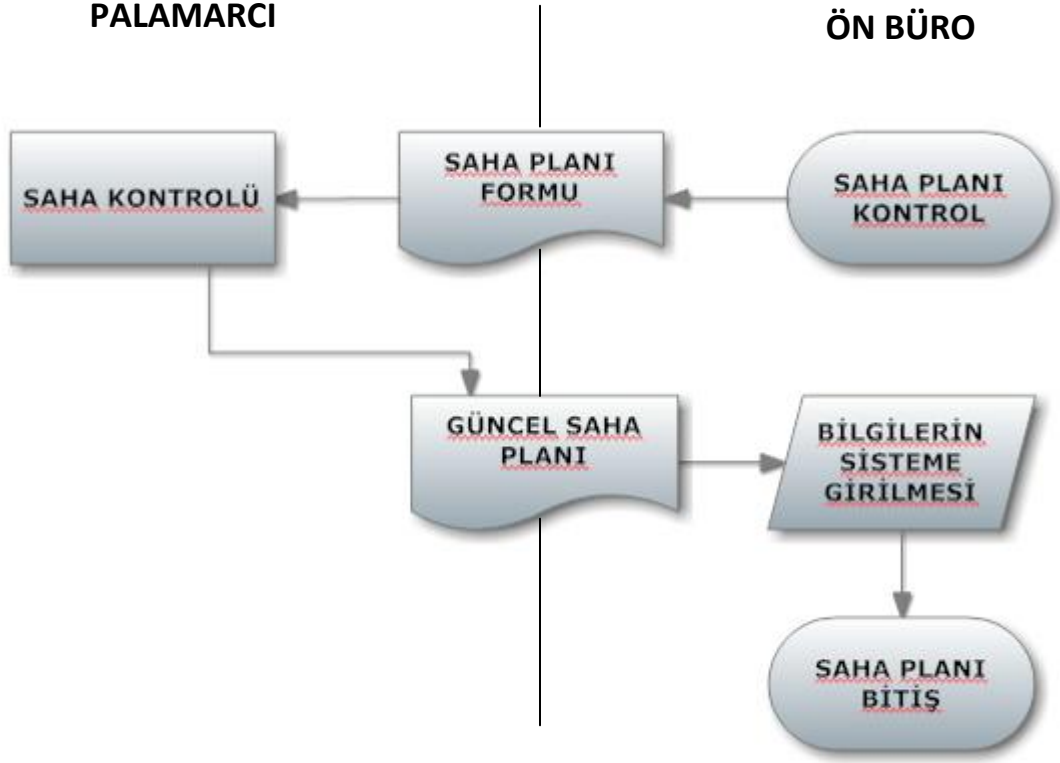 PALAMARCI
ÖN BÜRO
SAHA KONTROLÜ
SAHA PLANI
FORMU
SAHA PLANI
KONTROL
GÜNCEL SAHA
PLANI
BİLGİLERİN
SİSTEME
GİRİLMESİ
SAHA PLANI
BİTİŞ